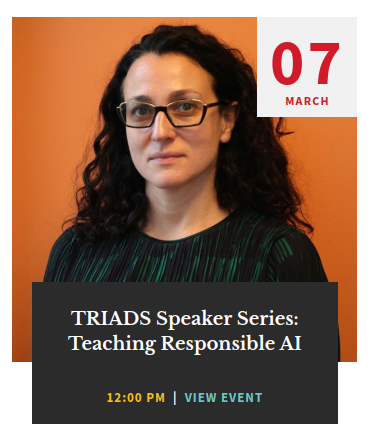 07
MARCH
TRIADS Speaker Series:
Teaching Responsible AI
12:00 PM | VIEW EVENT